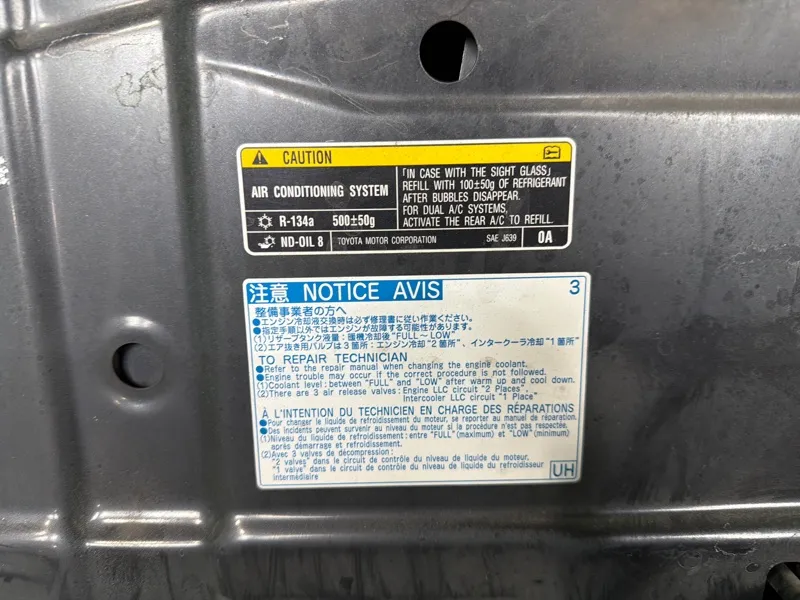 CAUTION
AIR CONDITIONING SYSTEM
R-134a 500±50g
ND-OIL 8
TOYOTA MOTOR CORPORATION
「IN CASE WITH THE SIGHT GLASS」
REFILL WITH 100±50g OF REFRIGERANT
AFTER BUBBLES DISAPPEAR.
FOR DUAL A/C SYSTEMS,
ACTIVATE THE REAR A/C TO REFILL.
SAE J639
0A
注意 NOTICE AVIS
3
整備事業者の方へ
●エンジン冷却液交換時は必ず修理書に従い作業ください。
●指定手順以外ではエンジンが故障する可能性があります。
(1)リザーブタンク液量：暖機冷却後"FULL～LOW"
(2)エア抜き用バルブは3箇所：エンジン冷却"2箇所"、インタークーラ冷却"1箇所"
TO REPAIR TECHNICIAN
●Refer to the repair manual when changing the engine coolant.
●Engine trouble may occur if the correct procedure is not followed.
(1)Coolant level: between "FULL" and "LOW" after warm up and cool down.
(2)There are 3 air release valves: Engine LLC circuit "2 Places",
Intercooler LLC circuit "1 Place"
À L'INTENTION DU TECHNICIEN EN CHARGE DES RÉPARATIONS
●Pour changer le liquide de refroidissement du moteur, se reporter au manuel de réparation.
●Des incidents peuvent survenir au niveau du moteur si la procédure n'est pas respectée.
(1)Niveau du liquide de refroidissement: entre "FULL" (maximum) et "LOW" (minimum)
après démarrage et refroidissement.
(2)Avec 3 valves de décompression:
"2 valves" dans le circuit de contrôle du niveau de liquide du moteur,
"1 valve" dans le circuit de contrôle du niveau de liquide du refroidisseur
intermédiaire
UH